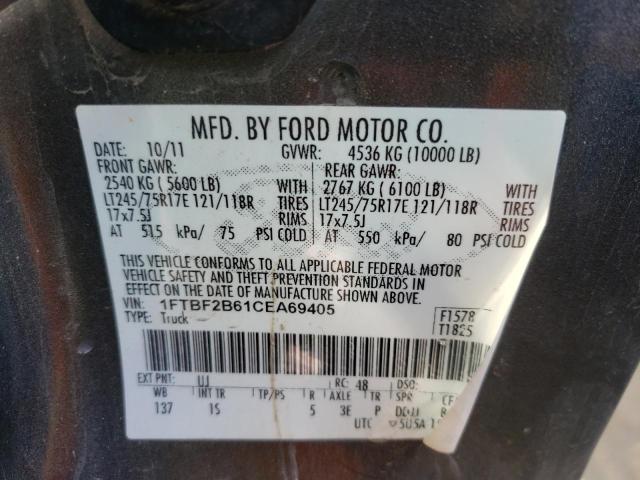 MFD. BY FORD MOTOR CO.
DATE: 10/11 GVWR: 4536 KG (10000 LB)
FRONT GAWR: REAR GAWR:
2540 KG (5600 LB) WITH 2767 KG (6100 LB) WITH
LT245/75R17E 121/118R TIRES LT245/75R17E 121/118R TIRES
17x7.5J RIMS 17x7.5J RIMS
AT 515 kPa/ 75 PSI COLD AT 550 kPa/ 80 PSI COLD
THIS VEHICLE CONFORMS TO ALL APPLICABLE FEDERAL MOTOR
VEHICLE SAFETY AND THEFT PREVENTION STANDARDS IN
EFFECT ON THE DATE OF MANUFACTURE SHOWN ABOVE.
VIN: 1FTBF2B61CEA69405 F1578
TYPE: Truck T1825
EXT PNT: UJ RC: 48 DSO:
WB INT TR TP/PS R AXLE TR SPR
137 IS 5 3E P
UTC